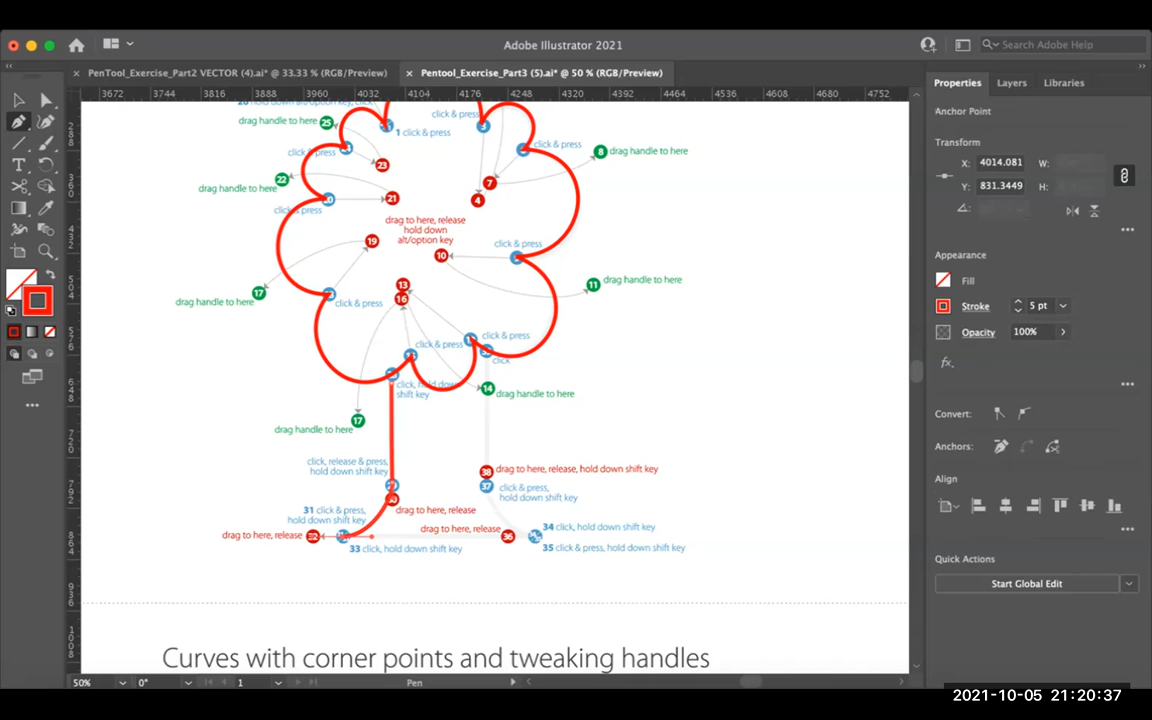 Adobe Illustrator 2021
Search Adobe Help
PenTool_Exercise_Part2 VECTOR (4).ai* @ 33.33 % (RGB/Preview)
Pentool_Exercise_Part3 (5).ai* @ 50 % (RGB/Preview)
3672 3744 3816 3888 3960 4032 4104 4176 4248 4320 4392 4464 4536 4608 4680 4752
Properties Layers Libraries
Anchor Point
Transform
X: 4014.081 W:
Y: 831.3449 H:
Appearance
Fill
Stroke 5 pt
Opacity 100%
fx
Convert:
Anchors:
Align
Quick Actions
Start Global Edit
hold down alt/option key, click
drag handle to here 25
1 click & press
click & press 3
click & press
click & press
8 drag handle to here
23
22
drag handle to here
7
21
4
click & press
drag to here, release
hold down
alt/option key
19
10
click & press
17
drag handle to here
click & press
13
16
11 drag handle to here
click & press
click & press
click
click, hold down
shift key
14 drag handle to here
17
drag handle to here
click, release & press,
hold down shift key
38 drag to here, release, hold down shift key
37 click & press,
hold down shift key
31 click & press,
hold down shift key
drag to here, release
drag to here, release 32
drag to here, release 36
34 click, hold down shift key
33 click, hold down shift key
35 click & press, hold down shift key
Curves with corner points and tweaking handles
50% 0° 1 Pen
2021-10-05 21:20:37